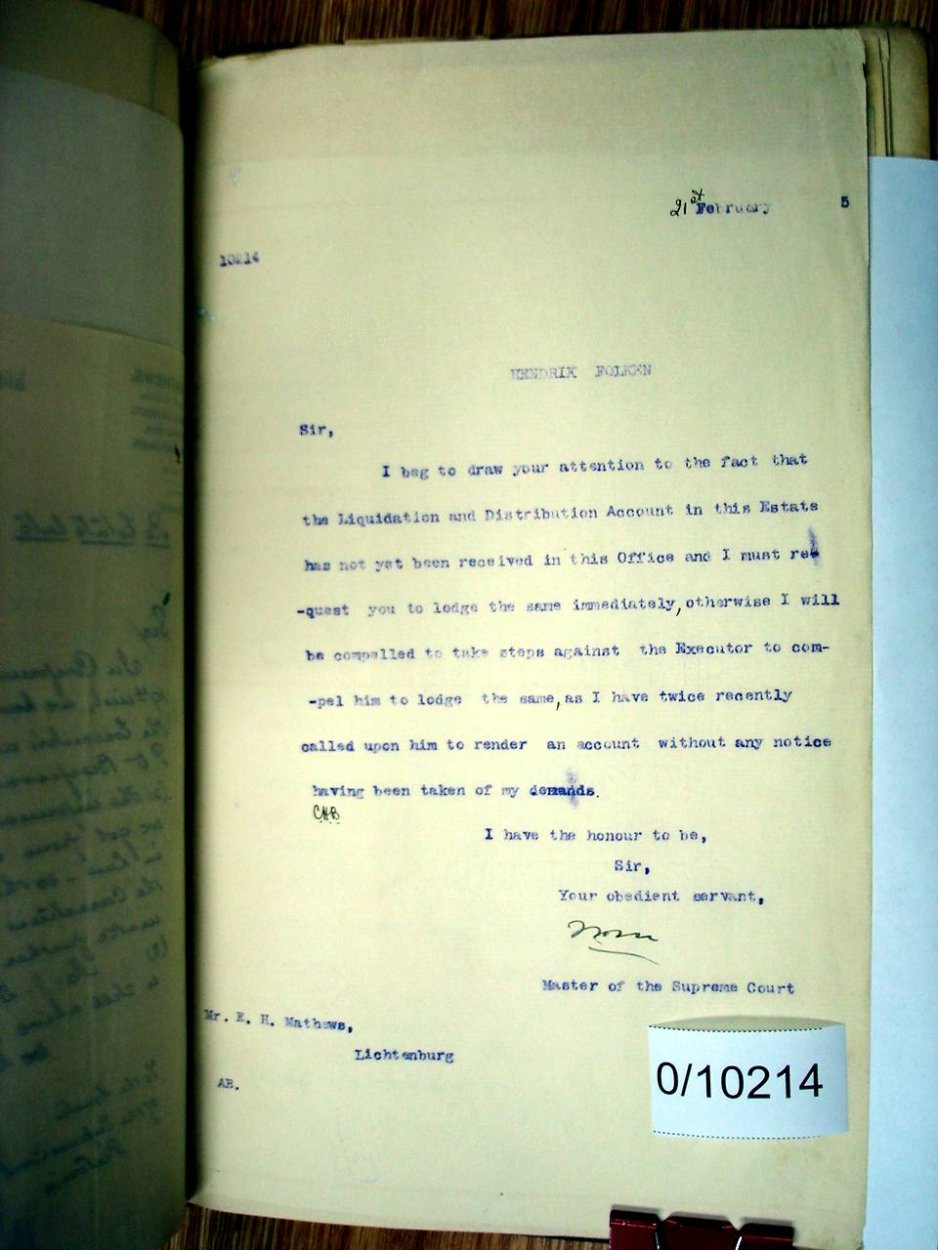 21st February 5
10214
HENDRIK FOLKEN
Sir,
I beg to draw your attention to the fact that
the Liquidation and Distribution Account in this Estate
has not yet been received in this Office and I must re
-quest you to lodge the same immediately, otherwise I will
be compelled to take steps against the Executor to com-
-pel him to lodge the same, as I have twice recently
called upon him to render an account without any notice
having been taken of my demands.
CHB
I have the honour to be,
Sir,
Your obedient servant,
Master of the Supreme Court
Mr. E. H. Mathews,
Lichtenburg
AB.
0/10214